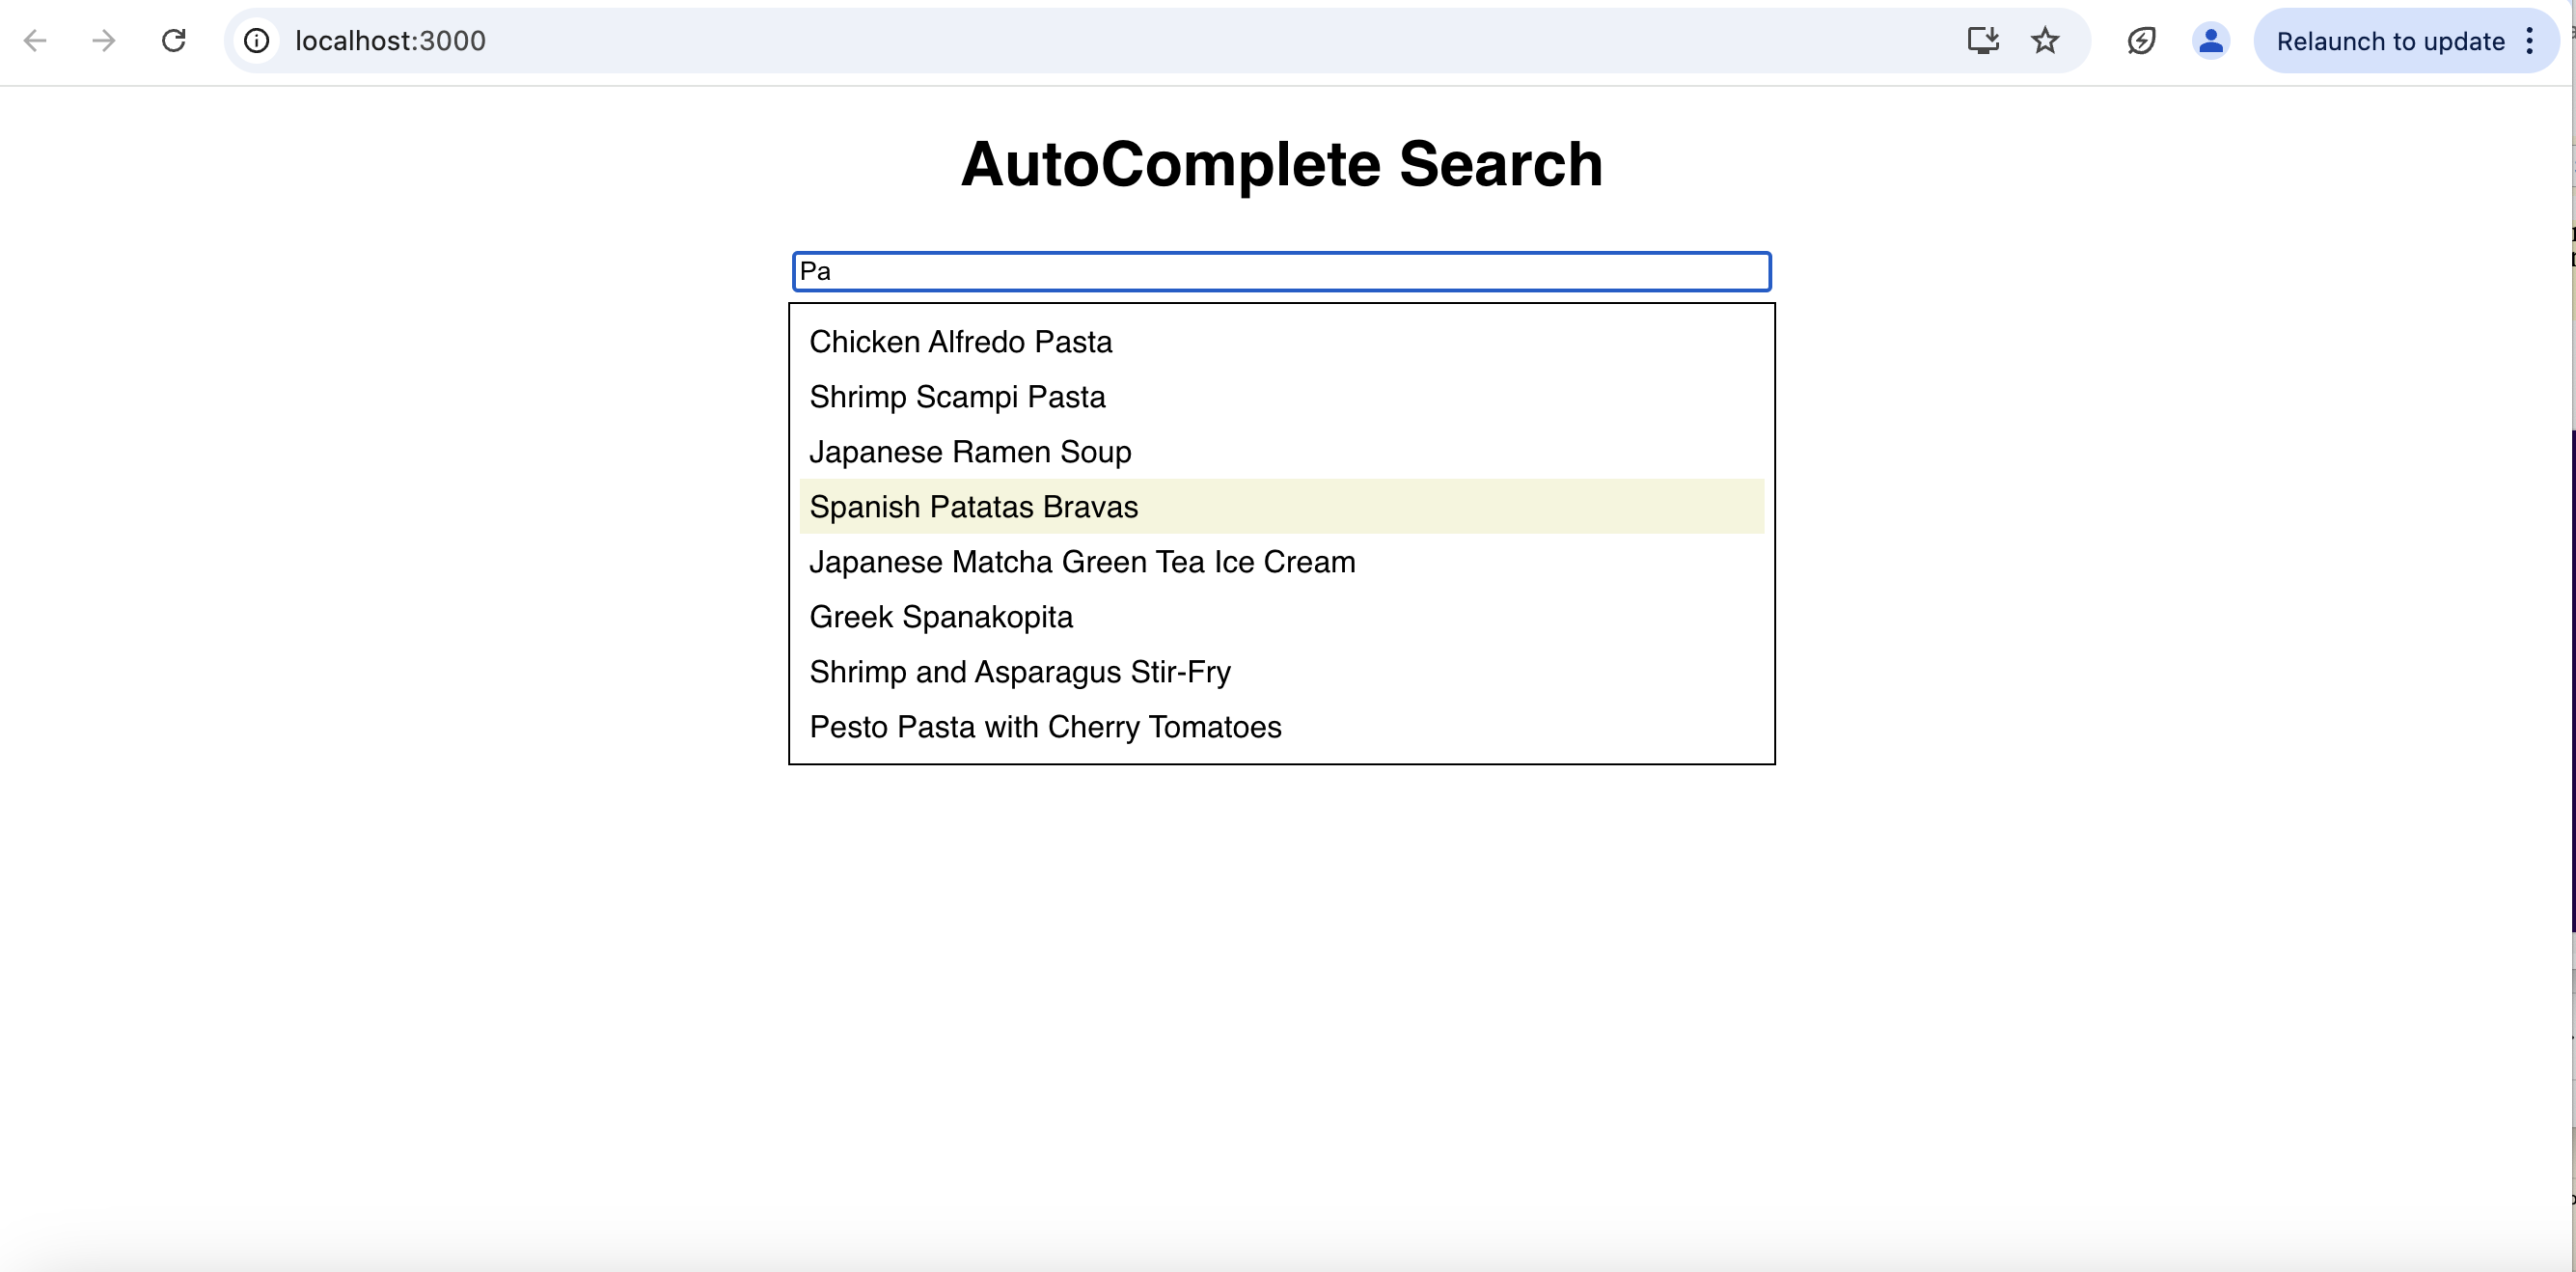 localhost:3000
Relaunch to update
AutoComplete Search
Pa
Chicken Alfredo Pasta
Shrimp Scampi Pasta
Japanese Ramen Soup
Spanish Patatas Bravas
Japanese Matcha Green Tea Ice Cream
Greek Spanakopita
Shrimp and Asparagus Stir-Fry
Pesto Pasta with Cherry Tomatoes